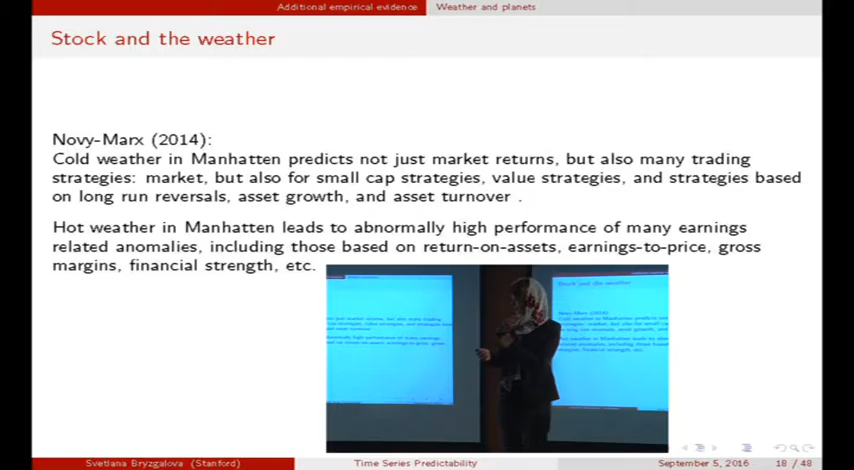 Additional empirical evidence Weather and planets
Stock and the weather
Novy-Marx (2014):
Cold weather in Manhatten predicts not just market returns, but also many trading
strategies: market, but also for small cap strategies, value strategies, and strategies based
on long run reversals, asset growth, and asset turnover .
Hot weather in Manhatten leads to abnormally high performance of many earnings
related anomalies, including those based on return-on-assets, earnings-to-price, gross
margins, financial strength, etc.
Stock and the weather
Svetlana Bryzgalova (Stanford) Time Series Predictability September 5, 2016 18 / 48